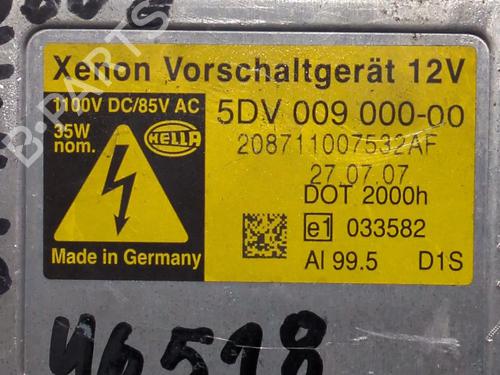 Xenon Vorschaltgerät 12V
1100V DC/85V AC
35W
nom.
HELLA
5DV 009 000-00
208711007532AF
27.07.07
DOT 2000h
e1 033582
Al 99.5 D1S
Made in Germany
46518
B-PARTS